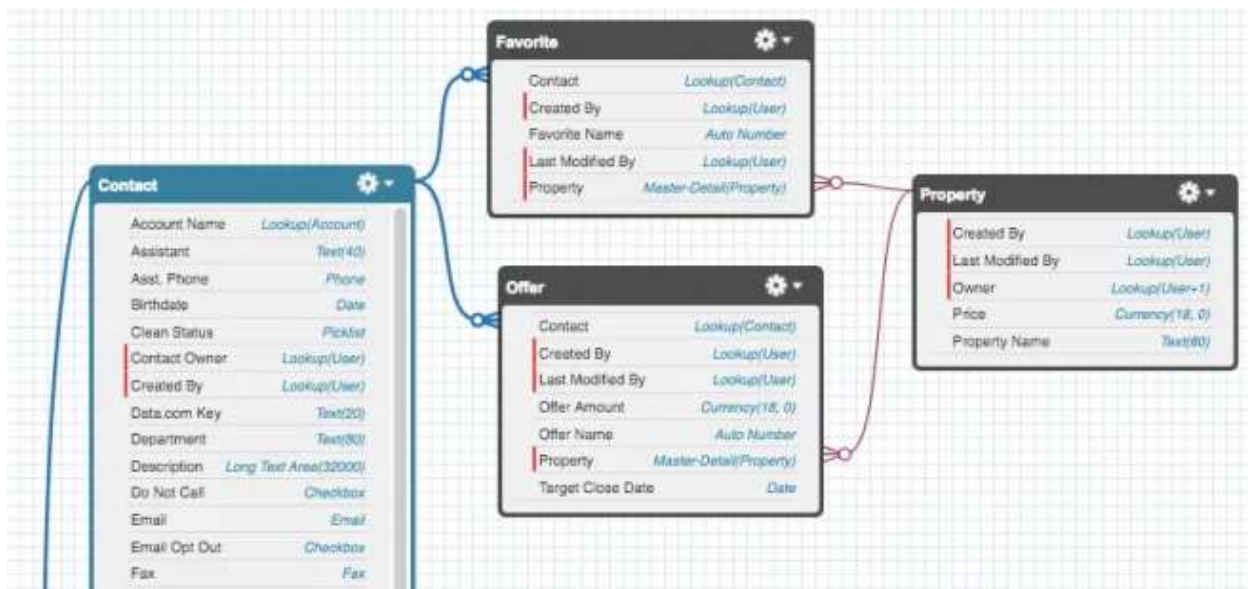 Favorite
Contact Lookup(Contact)
Created By Lookup(User)
Favorite Name Auto Number
Last Modified By Lookup(User)
Property Master-Detail(Property)
Contact
Account Name Lookup(Account)
Assistant Text(40)
Asst. Phone Phone
Birthdate Date
Clean Status Picklist
Contact Owner Lookup(User)
Created By Lookup(User)
Data.com Key Text(20)
Department Text(80)
Description Long Text Area(32000)
Do Not Call Checkbox
Email Email
Email Opt Out Checkbox
Fax Fax
Offer
Contact Lookup(Contact)
Created By Lookup(User)
Last Modified By Lookup(User)
Offer Amount Currency(18, 0)
Offer Name Auto Number
Property Master-Detail(Property)
Target Close Date Date
Property
Created By Lookup(User)
Last Modified By Lookup(User)
Owner Lookup(User+1)
Price Currency(18, 0)
Property Name Text(80)